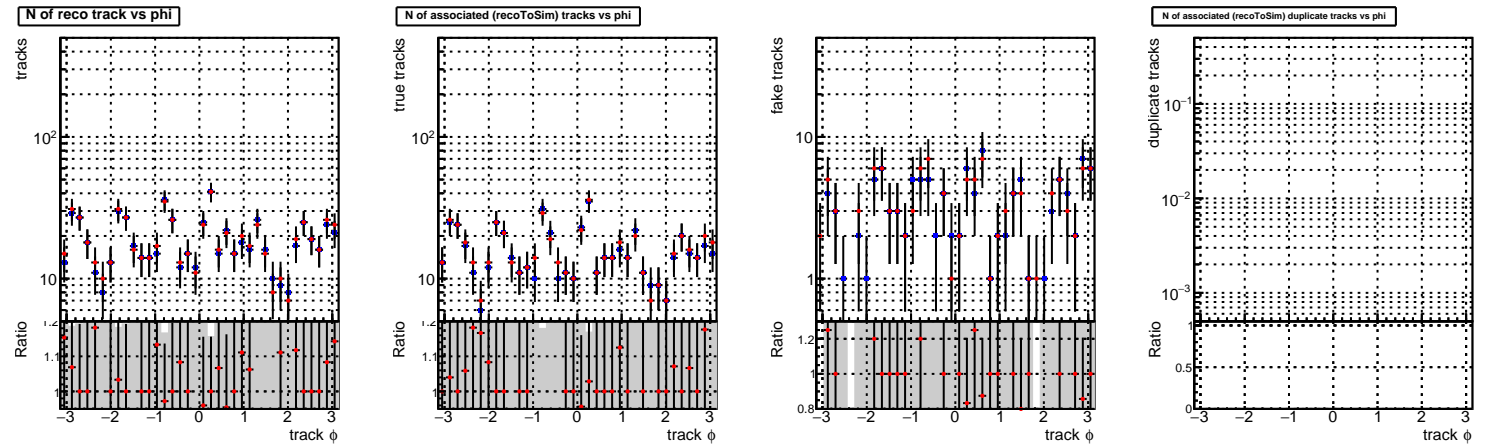 N of reco track vs phi
tracks
10²
10
Ratio
1.2
1.1
1
−3 −2 −1 0 1 2 3
track ϕ
N of associated (recoToSim) tracks vs phi
true tracks
10²
10
Ratio
1.2
1.1
1
−3 −2 −1 0 1 2 3
track ϕ
fake tracks
10
1
Ratio
1.2
1
0.8
−3 −2 −1 0 1 2 3
track ϕ
N of associated (recoToSim) duplicate tracks vs phi
duplicate tracks
10⁻¹
10⁻²
10⁻³
Ratio
1
0.5
0
−3 −2 −1 0 1 2 3
track ϕ